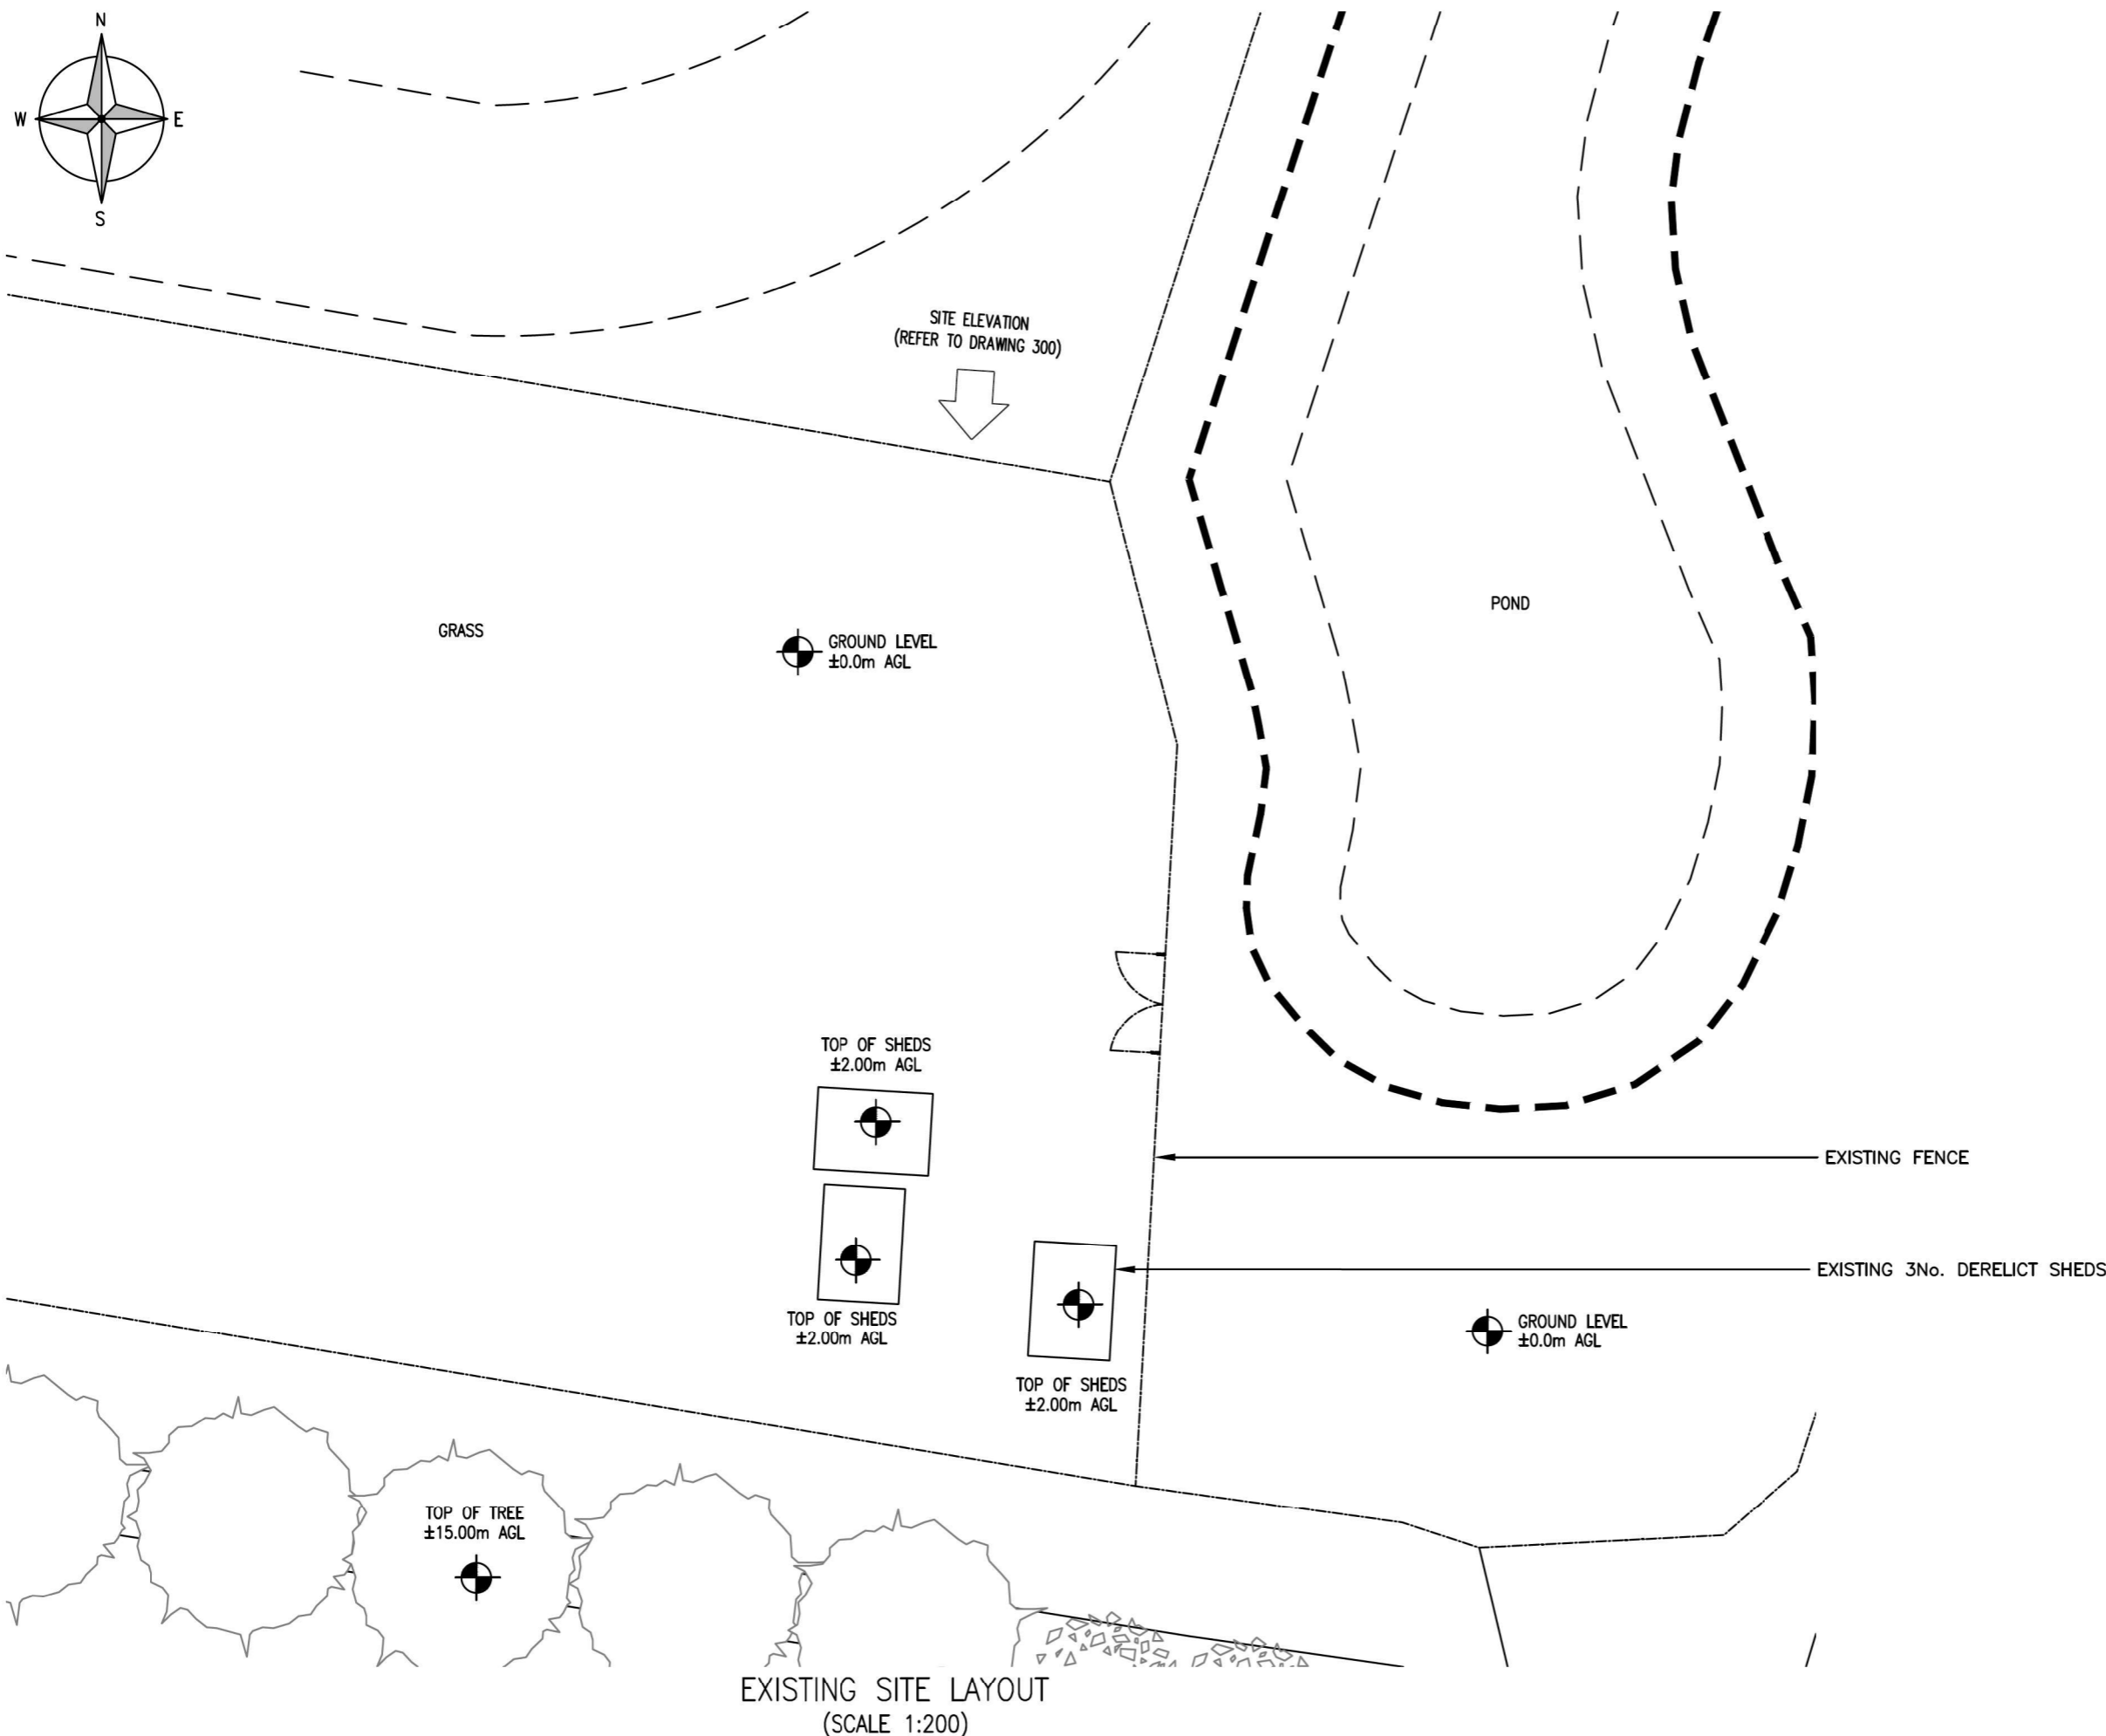 N
W
E
S
SITE ELEVATION
(REFER TO DRAWING 300)
GRASS
GROUND LEVEL
±0.0m AGL
POND
TOP OF SHEDS
±2.00m AGL
EXISTING FENCE
EXISTING 3No. DERELICT SHEDS
TOP OF SHEDS
±2.00m AGL
GROUND LEVEL
±0.0m AGL
TOP OF SHEDS
±2.00m AGL
TOP OF TREE
±15.00m AGL
EXISTING SITE LAYOUT
(SCALE 1:200)